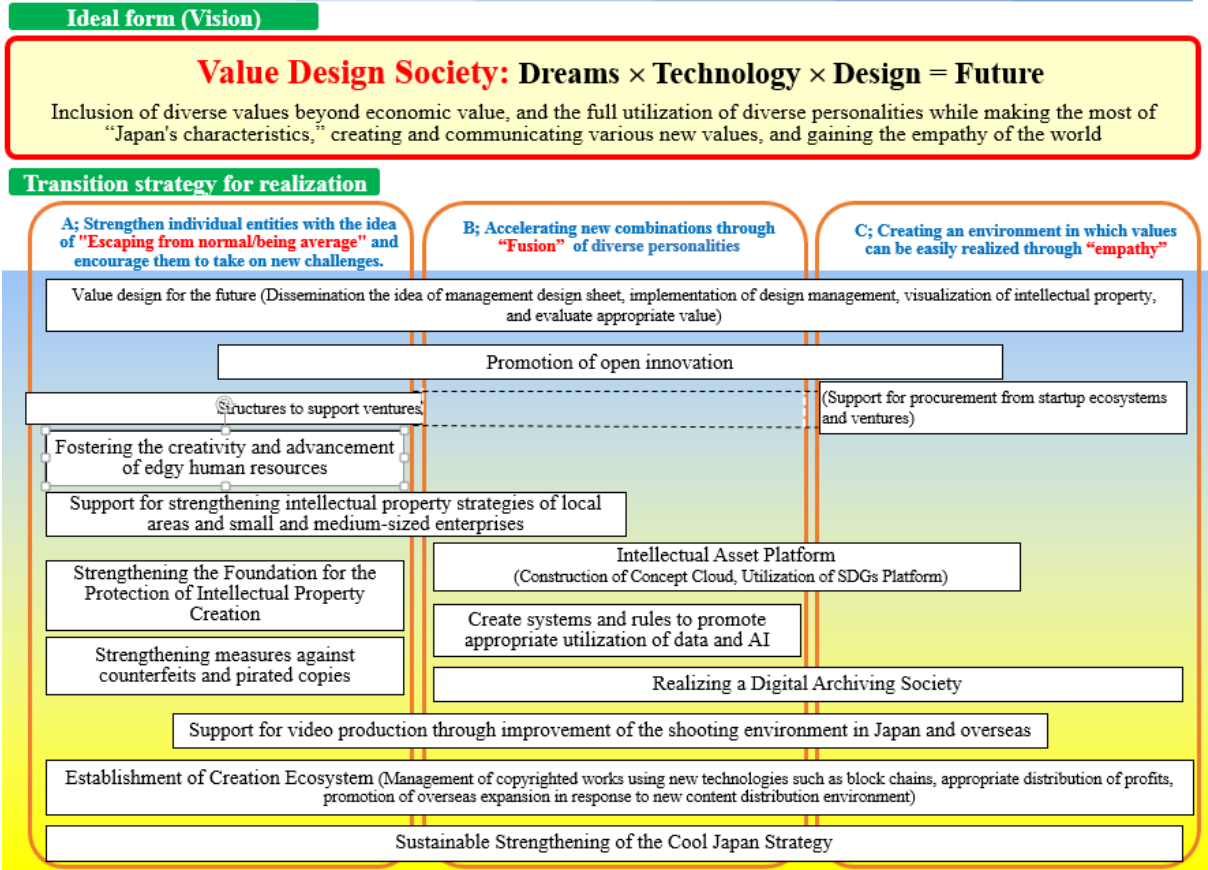 Ideal form (Vision)
Value Design Society: Dreams × Technology × Design = Future
Inclusion of diverse values beyond economic value, and the full utilization of diverse personalities while making the most of
“Japan's characteristics,” creating and communicating various new values, and gaining the empathy of the world
Transition strategy for realization
A; Strengthen individual entities with the idea
of "Escaping from normal/being average" and
encourage them to take on new challenges.
B; Accelerating new combinations through
“Fusion” of diverse personalities
C; Creating an environment in which values
can be easily realized through “empathy”
Value design for the future (Dissemination the idea of management design sheet, implementation of design management, visualization of intellectual property,
and evaluate appropriate value)
Promotion of open innovation
Structures to support ventures
(Support for procurement from startup ecosystems
and ventures)
Fostering the creativity and advancement
of edgy human resources
Support for strengthening intellectual property strategies of local
areas and small and medium-sized enterprises
Intellectual Asset Platform
(Construction of Concept Cloud, Utilization of SDGs Platform)
Strengthening the Foundation for the
Protection of Intellectual Property
Creation
Create systems and rules to promote
appropriate utilization of data and AI
Strengthening measures against
counterfeits and pirated copies
Realizing a Digital Archiving Society
Support for video production through improvement of the shooting environment in Japan and overseas
Establishment of Creation Ecosystem (Management of copyrighted works using new technologies such as block chains, appropriate distribution of profits,
promotion of overseas expansion in response to new content distribution environment)
Sustainable Strengthening of the Cool Japan Strategy